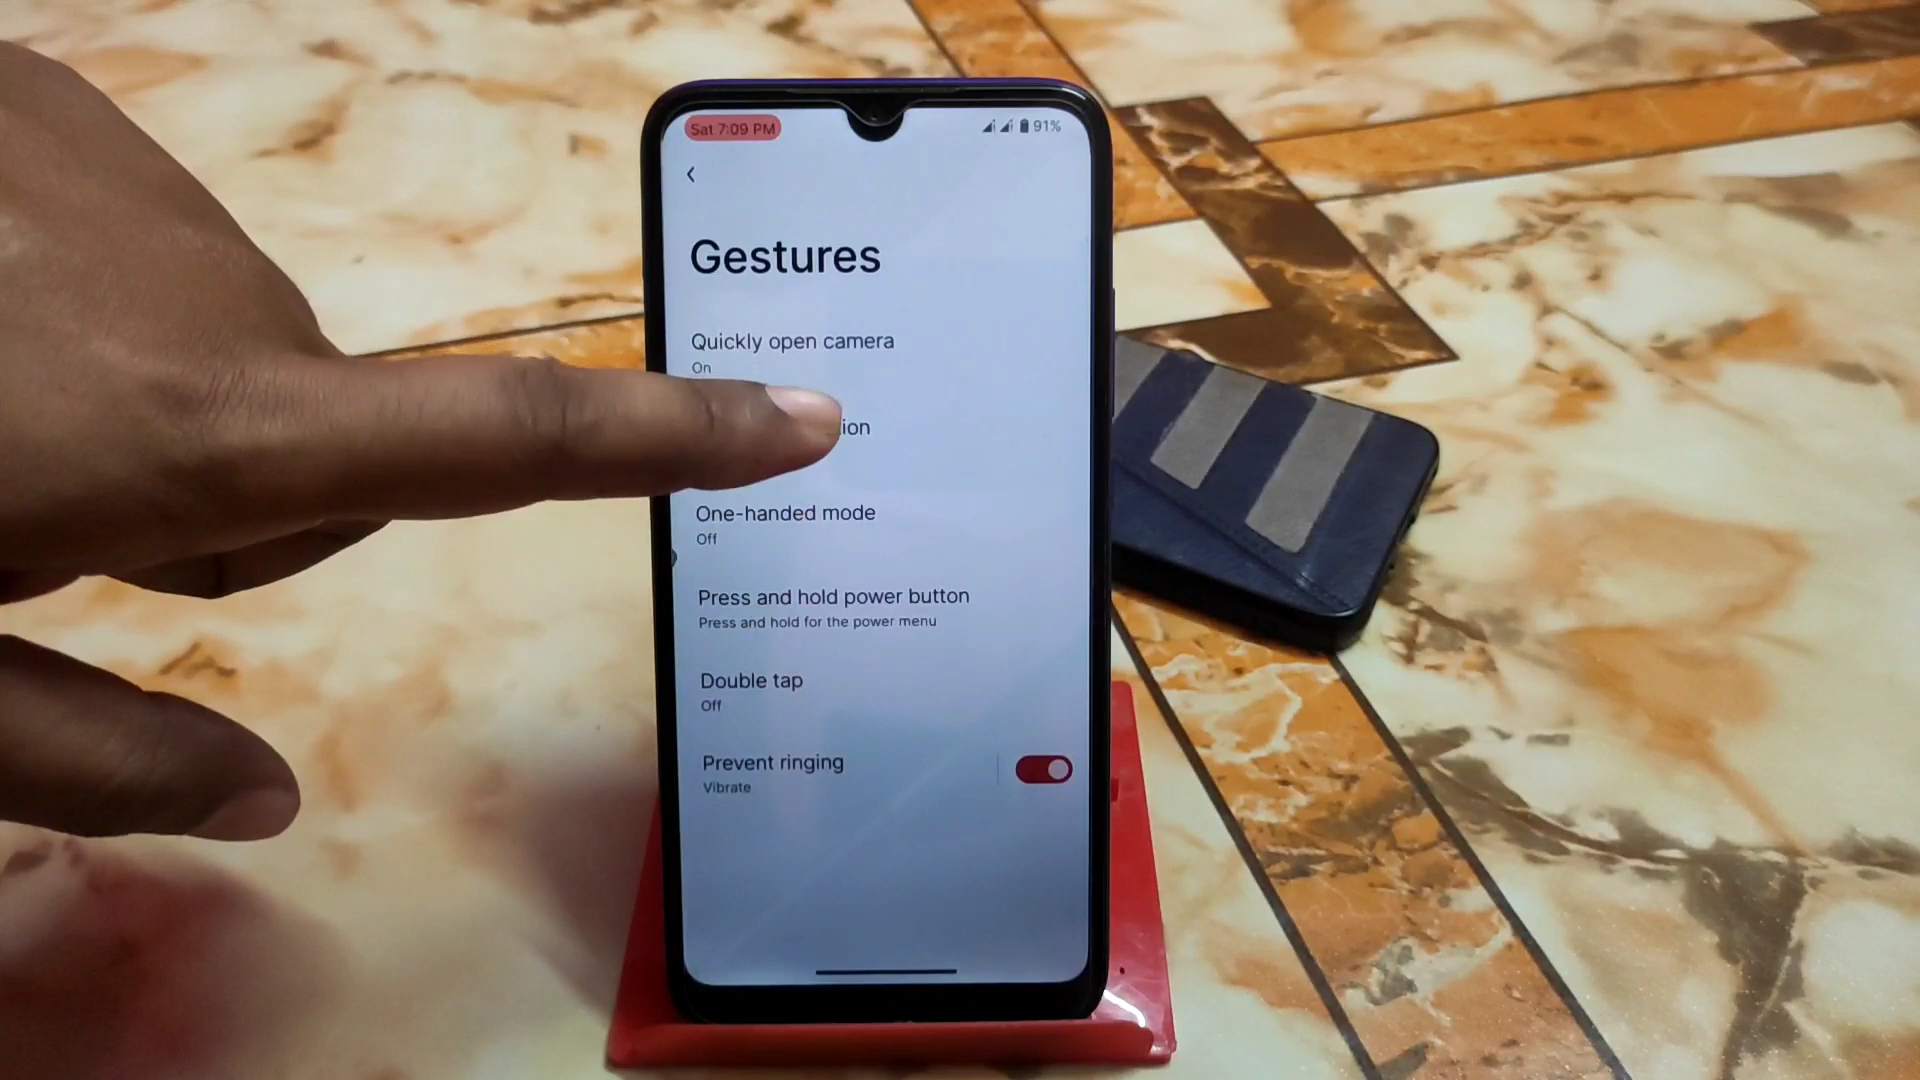 Sat 7:09 PM
91%
Gestures
Quickly open camera
On
One-handed mode
Off
Press and hold power button
Press and hold for the power menu
Double tap
Off
Prevent ringing
Vibrate